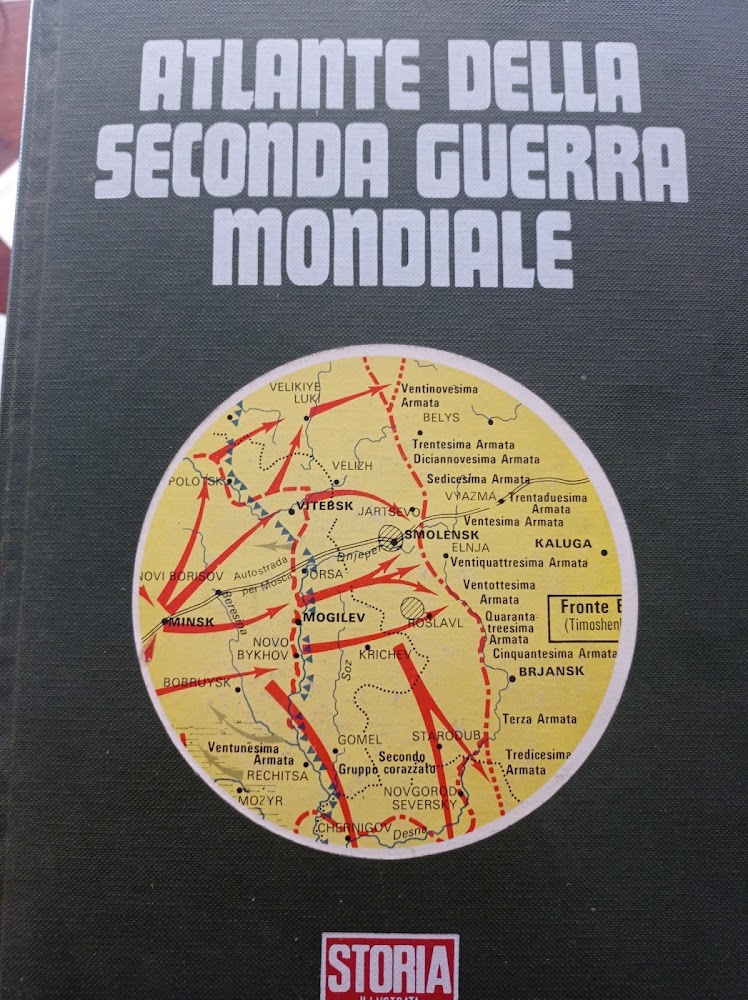 ATLANTE DELLA
SECONDA GUERRA
MONDIALE
VELIKIYE
LUKI
Ventinovesima
Armata
BELYS
Trentesima Armata
Diciannovesima Armata
POLOTSK
VELIZH
Sedicesima Armata
VYAZMA
Trentaduesima
Armata
VITEBSK
JARTSEVO
Ventesima Armata
SMOLENSK
KALUGA
Dnjeper
ELNJA
Ventiquattresima Armata
NOVI BORISOV
Autostrada
per Mosca
ORSA
Ventottesima
Armata
Beresina
Fronte
MINSK
MOGILEV
ROSLAVL
Quaranta-
treesima
Armata
NOVO
BYKHOV
Soz
KRICHEV
Cinquantesima Armata
BRJANSK
BOBRUYSK
Terza Armata
Ventunesima
Armata
GOMEL
STARODUB
Tredicesima
Armata
RECHITSA
Secondo
Gruppo corazzato
MOZYR
NOVGOROD
SEVERSKY
CHERNIGOV
Desna
STORIA